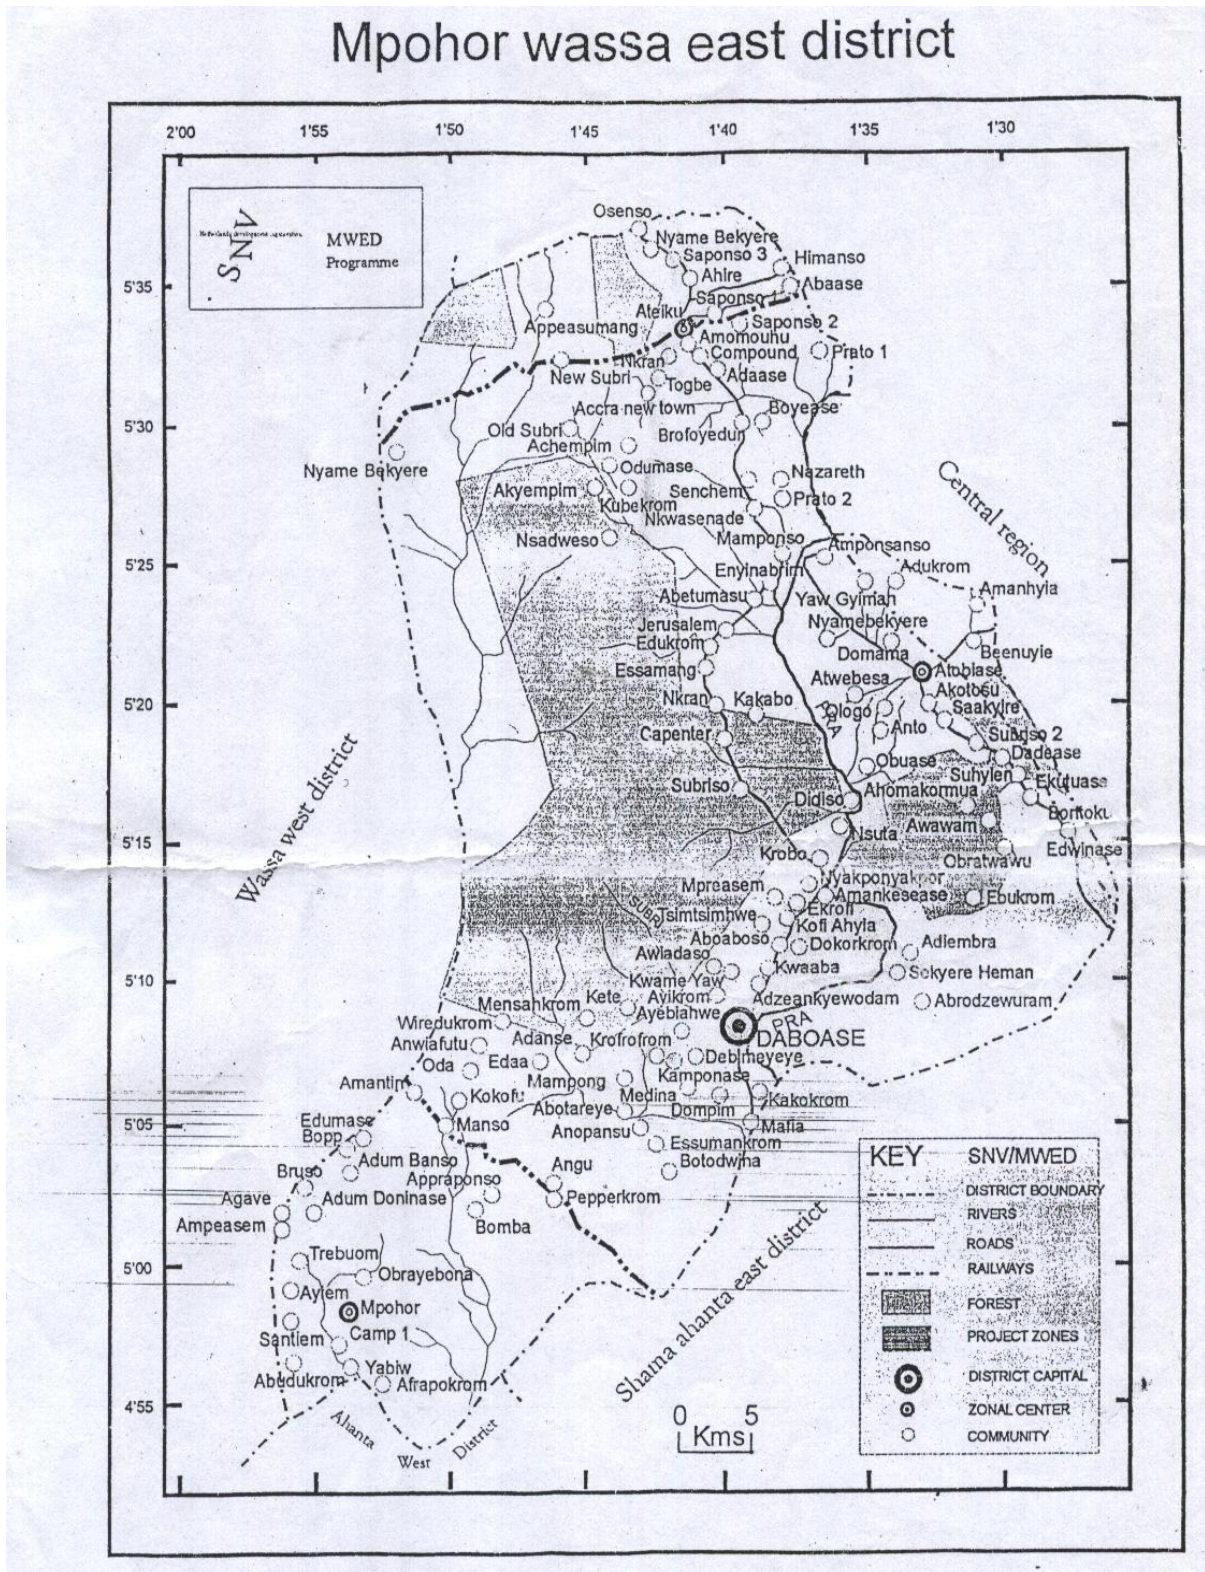 Mpohor wassa east district
2'00 1'55 1'50 1'45 1'40 1'35 1'30
SNV
MWED
Programme
Osenso
Nyame Bekyere
Saponso 3
Himanso
Ahire
Abaase
5'35
Saponso 1
Ateiku
Appeasumang
Saponso 2
Amomouhu
Nkran
Compound
Prato 1
New Subri
Togbe
Adaase
Accra new town
Boyease
5'30
Old Subri
Brofoyedur
Achempim
Nyame Bekyere
Odumase
Nazareth
Central region
Akyempim
Senchem
Prato 2
Kubekrom
Nkwasenade
Nsadweso
Mamponso
Amponsanso
5'25
Enyinabrim
Adukrom
Amanhyia
Abetumasu
Yaw Gyiman
Jerusalem
Nyamebekyere
Edukrom
Domama
Beenuyie
Essamang
Atwebesa
Atobiase
Akotosu
5'20
Nkran
Kakabo
Ologo
Saakyire
PRA
Capenter
Anto
Subriso 2
Dadease
Wassa west district
Obuase
Suhyien
Subriso
Didiso
Ahomakormua
Ekutuase
Boritoku
Nsuta
Awawam
5'15
Krobo
Obratwawu
Edwinase
Nyakponyakpor
Mpreasem
Amankesease
Ebukrom
SUBRI
Ekrofi
Tsimtsimhwe
Kofi Ahyia
Aboaboso
Dokorkrom
Adiembra
Awiadaso
Kwaaba
Sekyere Heman
5'10
Kwame Yaw
Mensahkrom
Kete
Avikrom
Adzeankyewodam
Abrodzewuram
Wiredukrom
Ayebiahwe
PRA
Adanse
Krofrofrom
DABOASE
Anwiafutu
Oda
Edaa
Debimeyeye
Amantin
Mampong
Kamponase
Kokofu
Medina
Kakokrom
Abotareye
Dompim
5'05
Edumase
Manso
Anopansu
Mafia
Bopp
Essumankrom
Adum Banso
Angu
Botodwina
Bruso
Appraponso
Agave
Adum Doninase
Pepperkrom
Ampeasem
Bomba
Trebuom
5'00
Obrayebona
Ayiem
Mpohor
Santiem
Camp 1
Abudukrom
Yabiw
Afrapokrom
Shama ahanta east district
4'55
Ahanta West District
0 5
Kms
KEY SNV/MWED
DISTRICT BOUNDARY
RIVERS
ROADS
RAILWAYS
FOREST
PROJECT ZONES
DISTRICT CAPITAL
ZONAL CENTER
COMMUNITY